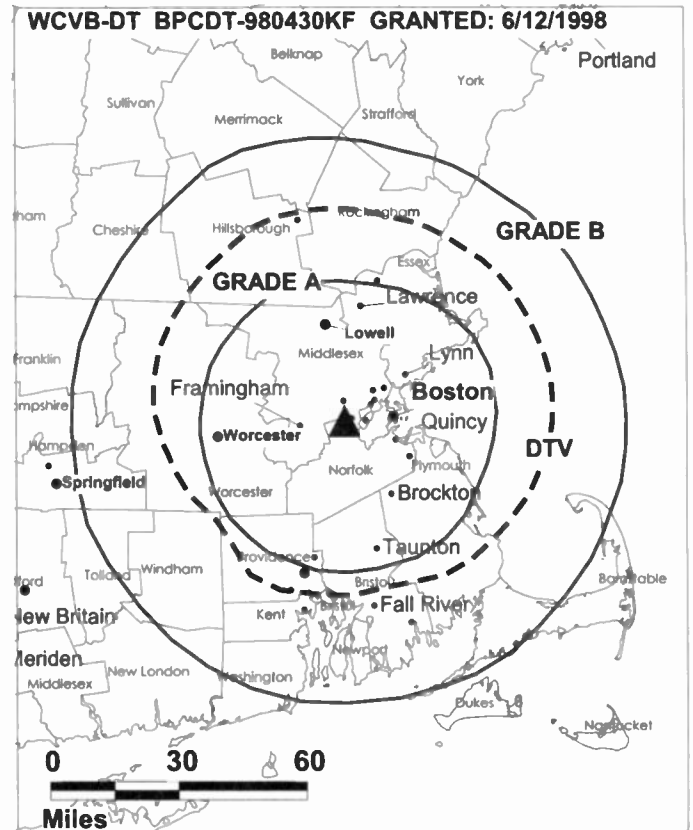 WCVB-DT BPCDT-980430KF GRANTED: 6/12/1998
Belknap
Portland
York
Sullivan
Merrimack
Strafford
Cheshire
Hillsborough
Rockingham
GRADE B
Essex
GRADE A
Lawrence
Lowell
Middlesex
Franklin
Lynn
Framingham
Boston
Quincy
Worcester
DTV
Plymouth
Norfolk
Springfield
Worcester
Brockton
Taunton
Providence
Tolland
Windham
Bristol
Barnstable
Kent
Fall River
New Britain
Newport
Meriden
New London
Washington
Middlesex
Dukes
Nantucket
0 30 60
Miles